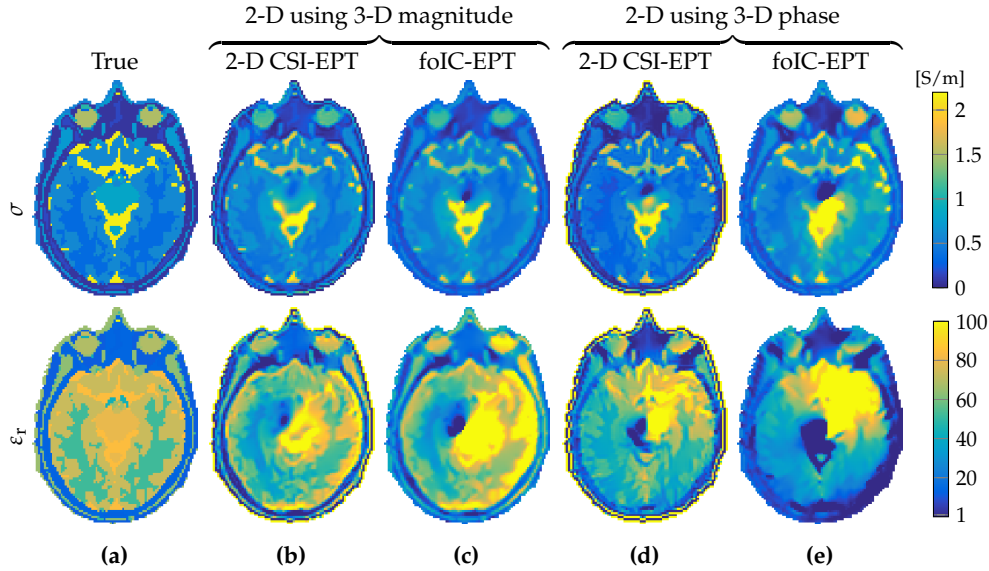 2-D using 3-D magnitude 2-D using 3-D phase
True 2-D CSI-EPT foIC-EPT 2-D CSI-EPT foIC-EPT
[S/m]
σ
2
1.5
1
0.5
0
εr
100
80
60
40
20
1
(a) (b) (c) (d) (e)